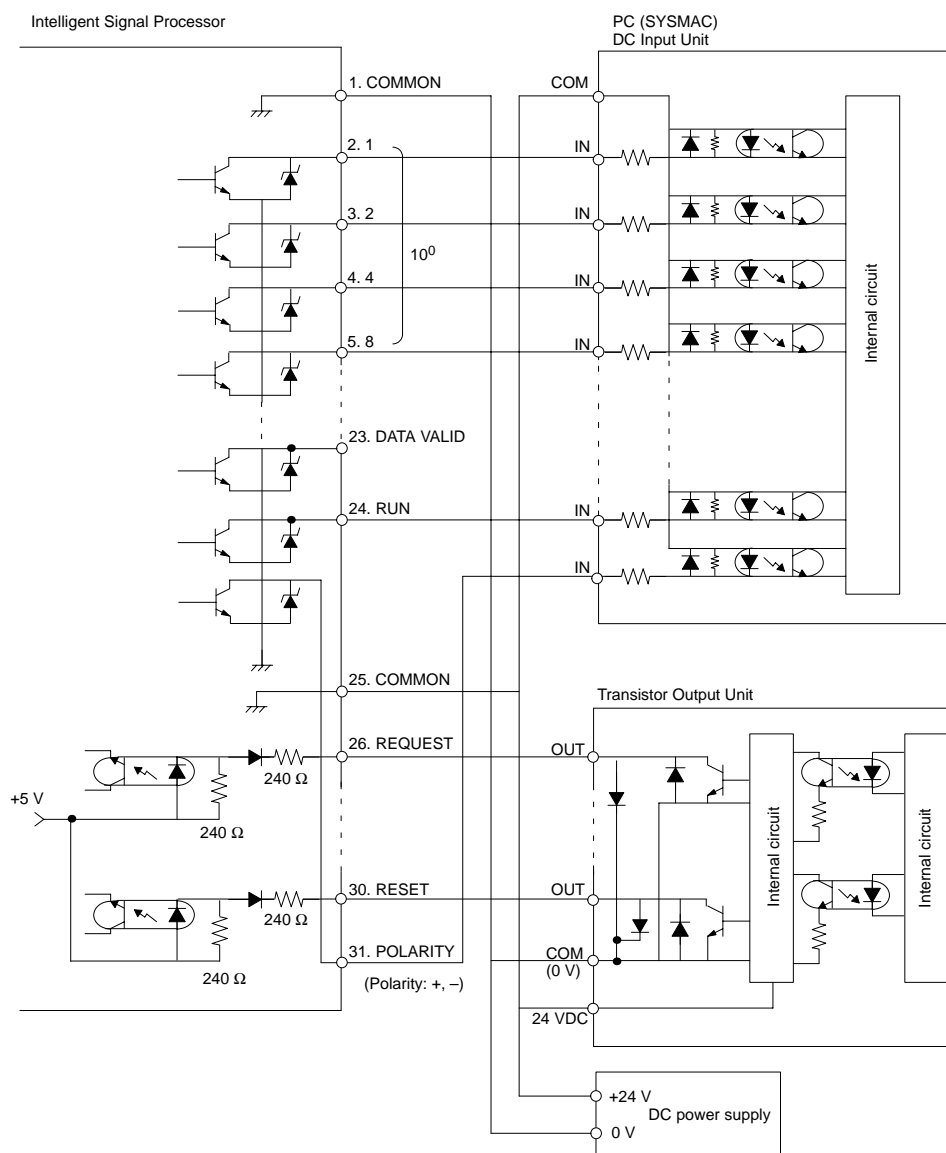 Intelligent Signal Processor
PC (SYSMAC)
DC Input Unit
1. COMMON
COM
2. 1
IN
3. 2
IN
10⁰
4. 4
IN
5. 8
IN
Internal circuit
23. DATA VALID
24. RUN
IN
IN
25. COMMON
Transistor Output Unit
26. REQUEST
OUT
240 Ω
+5 V
240 Ω
Internal circuit
Internal circuit
30. RESET
OUT
240 Ω
31. POLARITY
COM
(0 V)
240 Ω
(Polarity: +, –)
24 VDC
+24 V
DC power supply
0 V